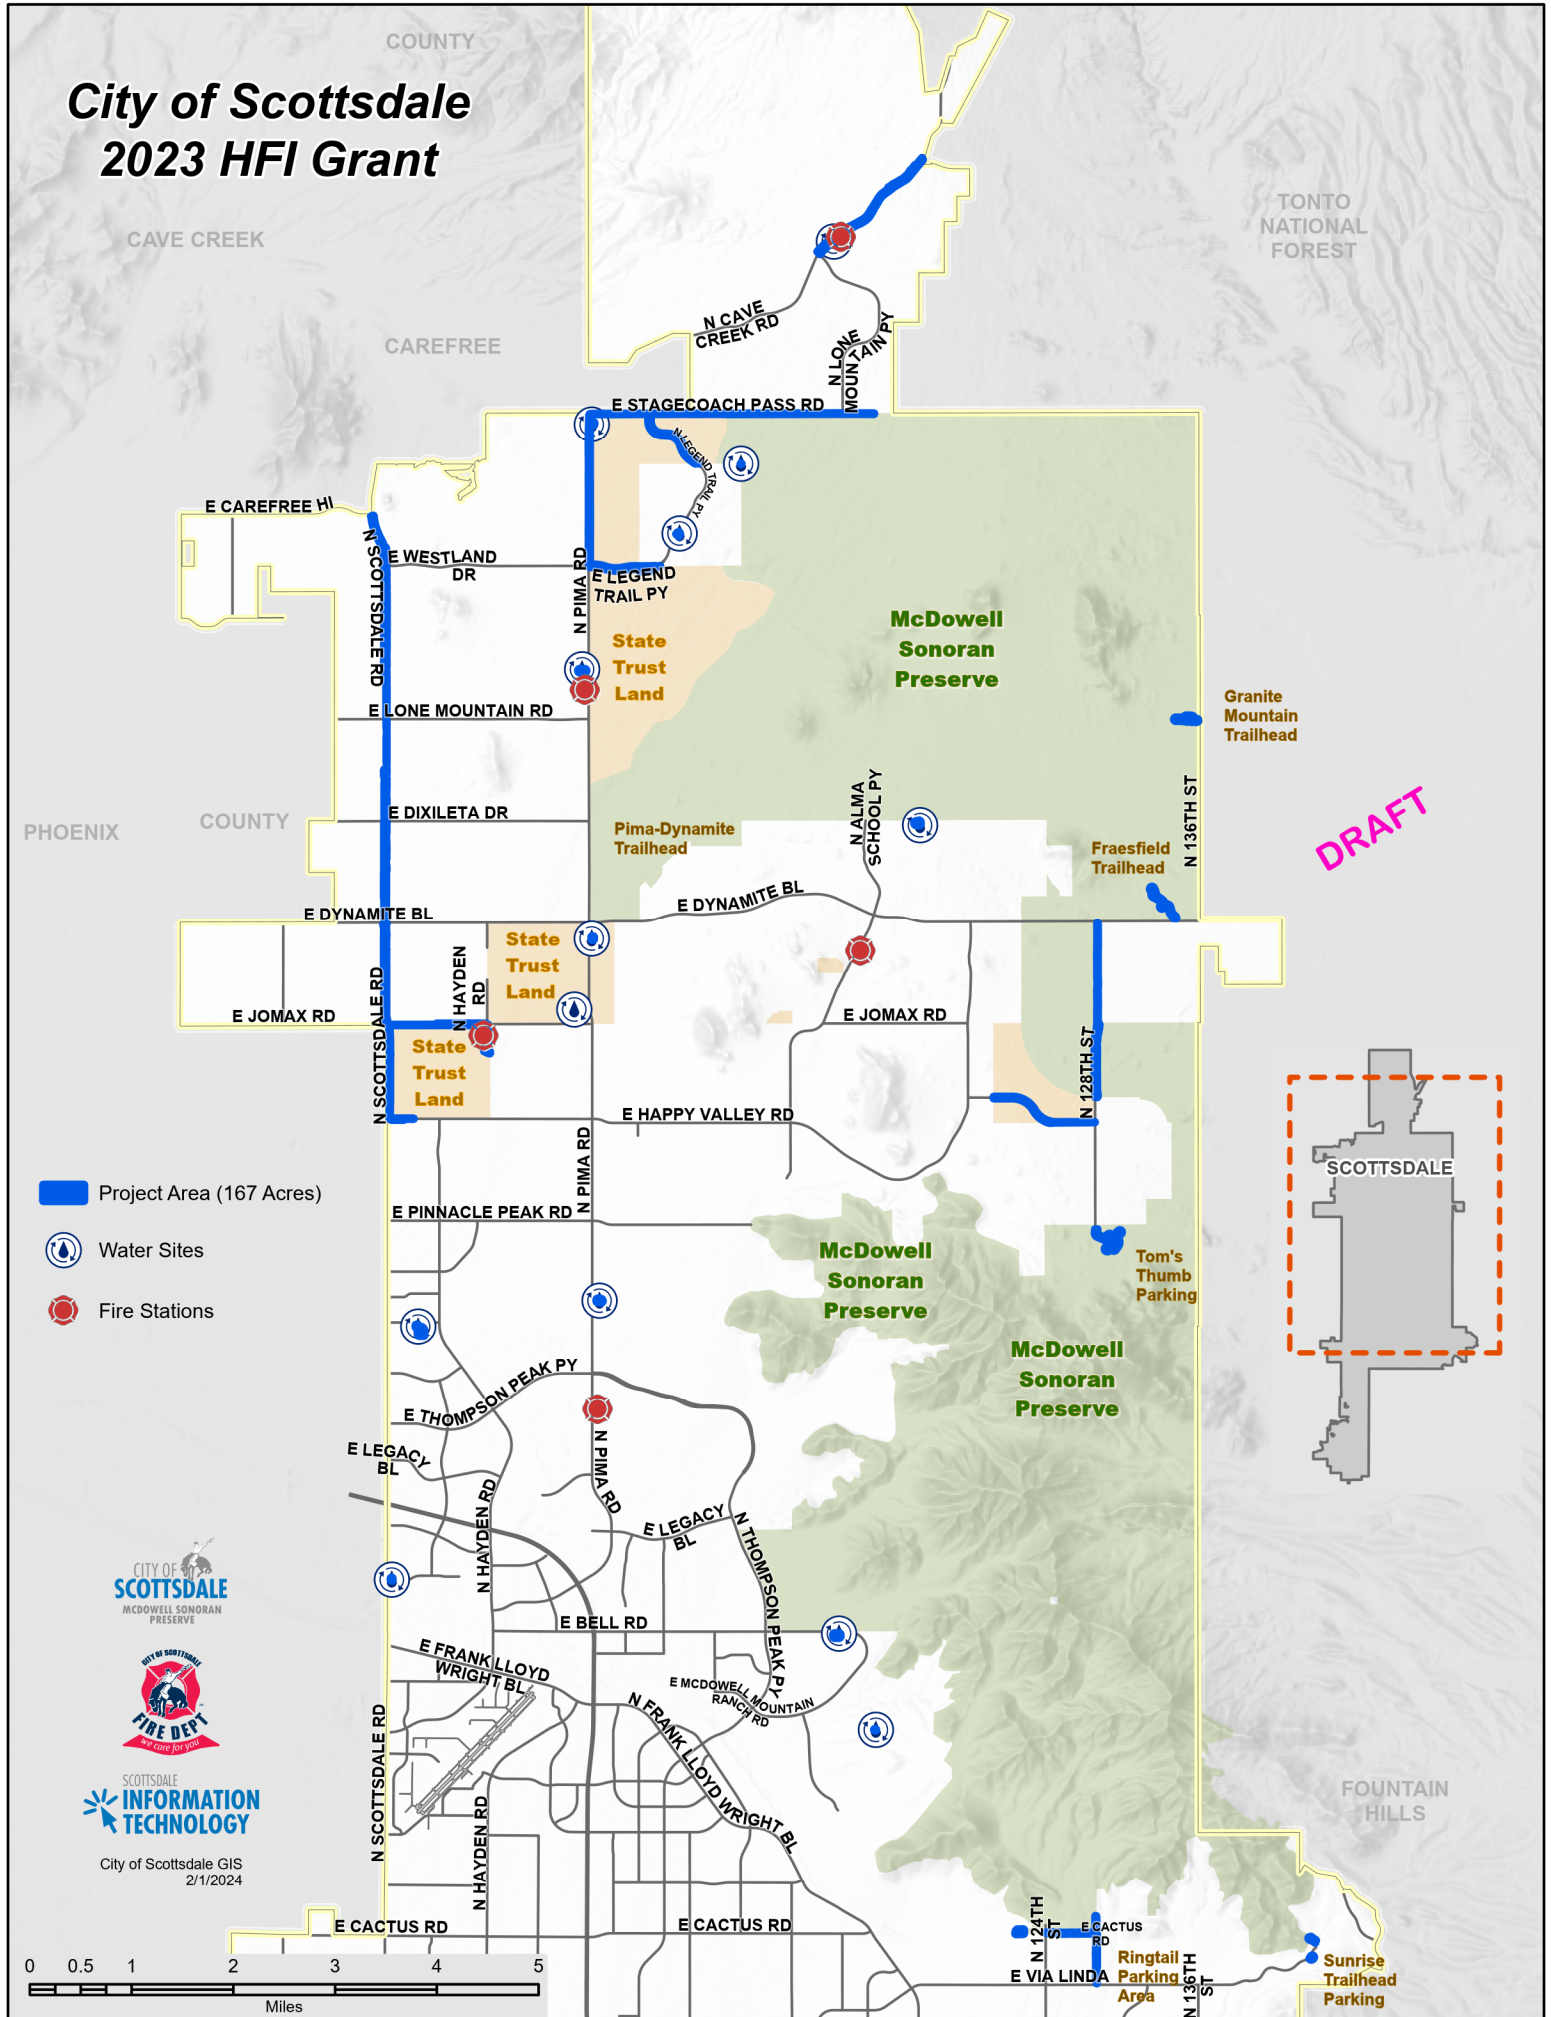 COUNTY
City of Scottsdale
2023 HFI Grant
TONTO
NATIONAL
FOREST
CAVE CREEK
CAREFREE
N CAVE
CREEK RD
N LONE
MOUNTAIN PY
E STAGECOACH PASS RD
N LEGEND TRAIL PY
E CAREFREE HI
N SCOTTSDALE RD
E WESTLAND
DR
N PIMA RD
E LEGEND
TRAIL PY
State
Trust
Land
McDowell
Sonoran
Preserve
Granite
Mountain
Trailhead
E LONE MOUNTAIN RD
N ALMA
SCHOOL PY
N 136TH ST
DRAFT
PHOENIX
COUNTY
E DIXILETA DR
Pima-Dynamite
Trailhead
Fraesfield
Trailhead
E DYNAMITE BL
E DYNAMITE BL
N HAYDEN
RD
State
Trust
Land
N SCOTTSDALE RD
E JOMAX RD
E JOMAX RD
State
Trust
Land
N 128TH ST
E HAPPY VALLEY RD
N PIMA RD
SCOTTSDALE
Project Area (167 Acres)
Water Sites
Fire Stations
E PINNACLE PEAK RD
McDowell
Sonoran
Preserve
Tom's
Thumb
Parking
McDowell
Sonoran
Preserve
E THOMPSON PEAK PY
E LEGACY
BL
N PIMA RD
N HAYDEN RD
E LEGACY
BL
N THOMPSON PEAK PY
CITY OF
SCOTTSDALE
MCDOWELL SONORAN
PRESERVE
E BELL RD
E FRANK LLOYD
WRIGHT BL
E MCDOWELL MOUNTAIN
RANCH RD
N FRANK LLOYD WRIGHT BL
CITY OF SCOTTSDALE
FIRE DEPT
we care for you
N SCOTTSDALE RD
N HAYDEN RD
SCOTTSDALE
INFORMATION
TECHNOLOGY
City of Scottsdale GIS
2/1/2024
FOUNTAIN
HILLS
E CACTUS RD
E CACTUS RD
N 124TH
ST
E CACTUS
RD
E VIA LINDA
Ringtail
Parking
Area
N 136TH
ST
Sunrise
Trailhead
Parking
0 0.5 1 2 3 4 5
Miles